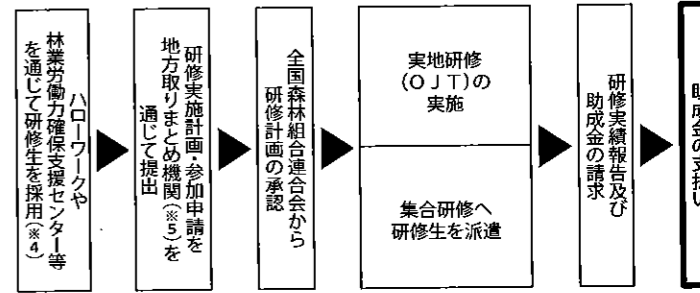 ハローワークや
林業労働力確保支援センター等
を通じて研修生を採用(※4)
研修実施計画・参加申請を
地方取りまとめ機関(※5)を
通じて提出
全国森林組合連合会から
研修計画の承認
実地研修
(OJT)の
実施
集合研修へ
研修生を派遣
研修実績報告及び
助成金の請求
助成金の支払い